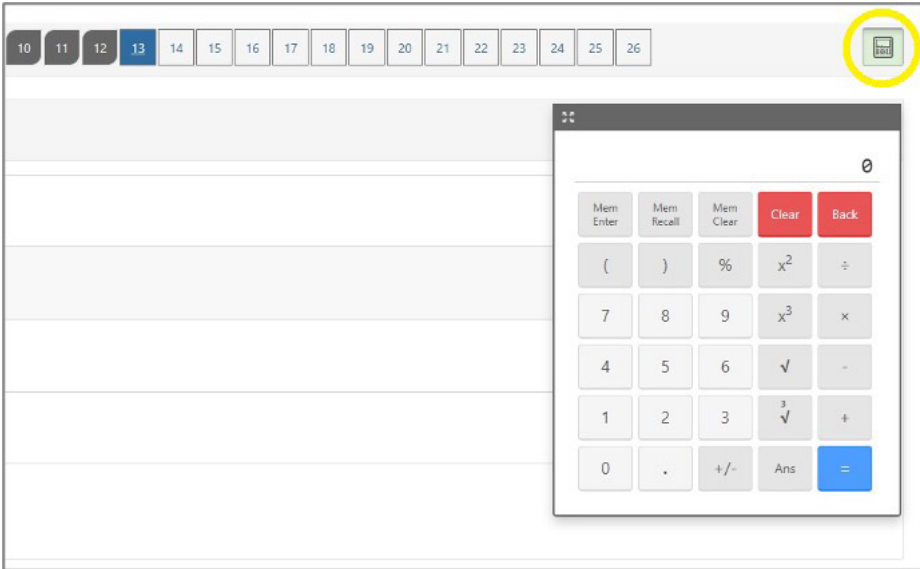 10 11 12 13 14 15 16 17 18 19 20 21 22 23 24 25 26
0
Mem Enter Mem Recall Mem Clear Clear Back
( ) % x² ÷
7 8 9 x³ ×
4 5 6 √ -
1 2 3 ³√ +
0 . +/- Ans =